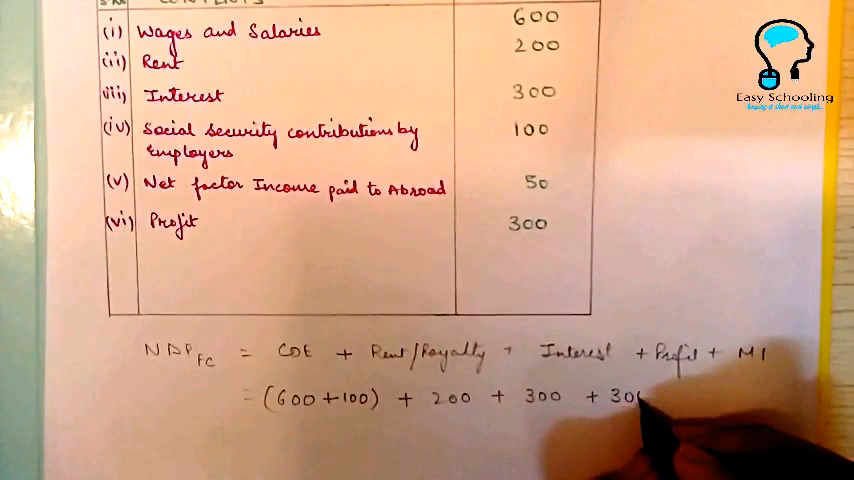 600
(i) Wages and Salaries
200
(ii) Rent
(iii) Interest 300
(iv) Social security contributions by 100
Employers
(v) Net factor Income paid to Abroad 50
(vi) Profit 300
NDP FC = COE + Rent/Royalty + Interest + Profit + MI
= (600+100) + 200 + 300 + 300
Easy Schooling